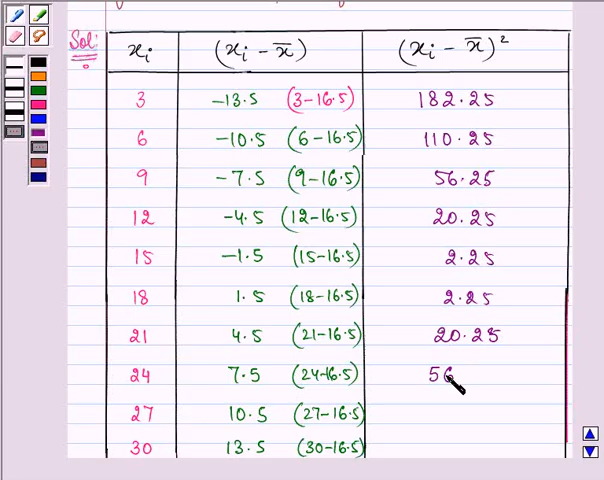 Sol:
xi (xi – x̄) (xi – x̄)²
3 –13.5 (3–16.5) 182.25
6 –10.5 (6–16.5) 110.25
9 –7.5 (9–16.5) 56.25
12 –4.5 (12–16.5) 20.25
15 –1.5 (15–16.5) 2.25
18 1.5 (18–16.5) 2.25
21 4.5 (21–16.5) 20.25
24 7.5 (24–16.5) 56
27 10.5 (27–16.5)
30 13.5 (30–16.5)